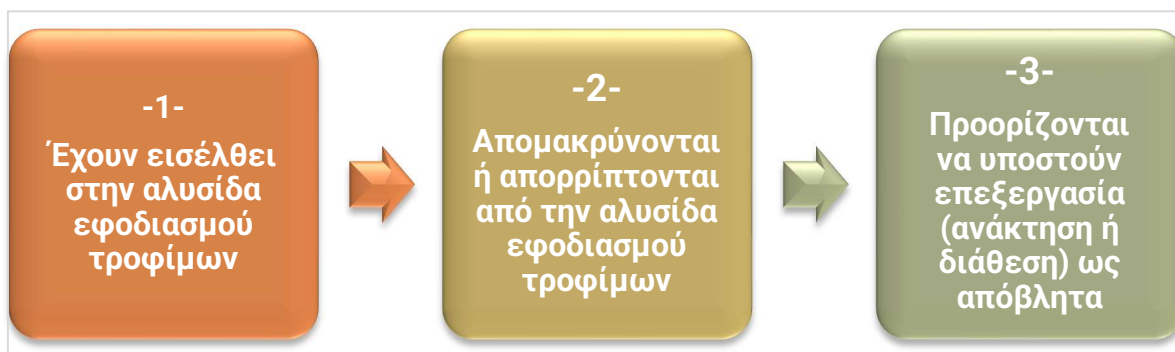 -1-
Έχουν εισέλθει
στην αλυσίδα
εφοδιασμού
τροφίμων
-2-
Απομακρύνονται
ή απορρίπτονται
από την αλυσίδα
εφοδιασμού
τροφίμων
-3-
Προορίζονται
να υποστούν
επεξεργασία
(ανάκτηση ή
διάθεση) ως
απόβλητα